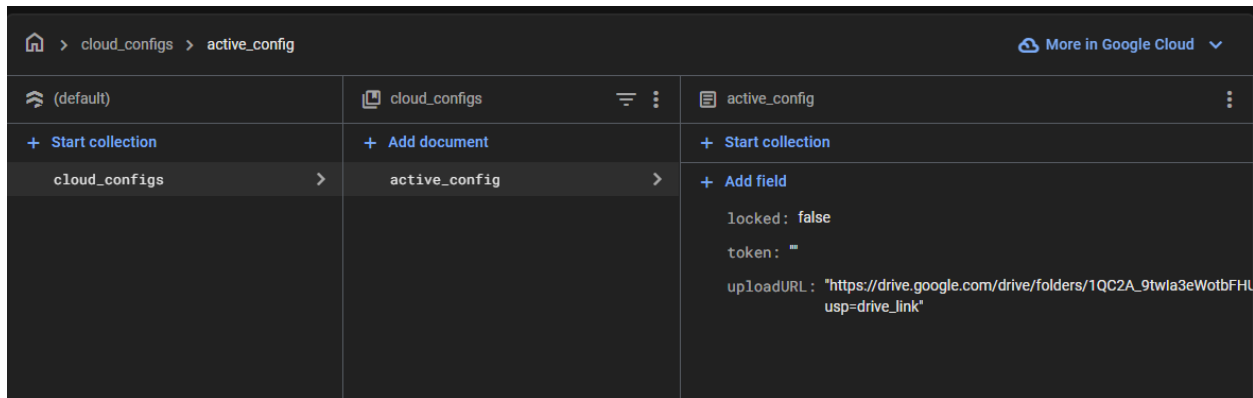 cloud_configs > active_config
More in Google Cloud
(default)
cloud_configs
active_config
+ Start collection
+ Add document
+ Start collection
cloud_configs
active_config
+ Add field
locked: false
token: ""
uploadURL: "https://drive.google.com/drive/folders/1QC2A_9twIa3eWotbFHU
usp=drive_link"